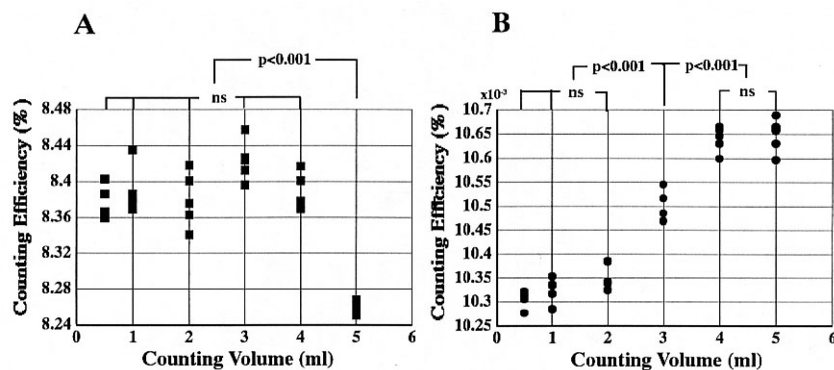 A
p<0.001
ns
8.48
8.44
8.4
8.36
8.32
8.28
8.24
0 1 2 3 4 5 6
Counting Efficiency (%)
Counting Volume (ml)
B
p<0.001 p<0.001
ns ns
x10⁻³
10.7
10.65
10.6
10.55
10.5
10.45
10.4
10.35
10.3
10.25
0 1 2 3 4 5 6
Counting Efficiency (%)
Counting Volume (ml)